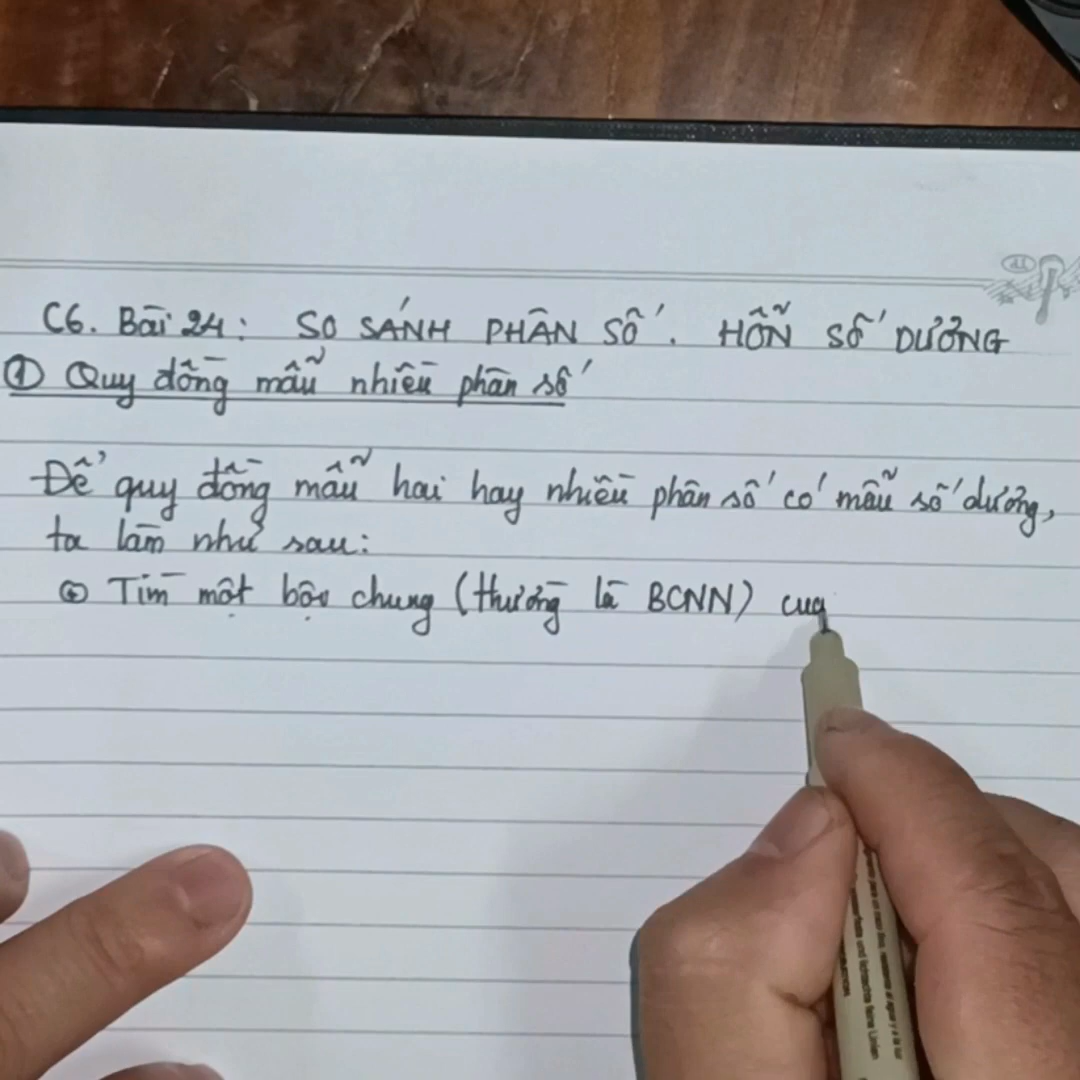 C6. Bài 24: SO SÁNH PHÂN SỐ. HỖN SỐ DƯƠNG
① Quy đồng mẫu nhiều phân số
Để quy đồng mẫu hai hay nhiều phân số có mẫu số dương,
ta làm như sau:
⊙ Tìm một bội chung (thường là BCNN) của